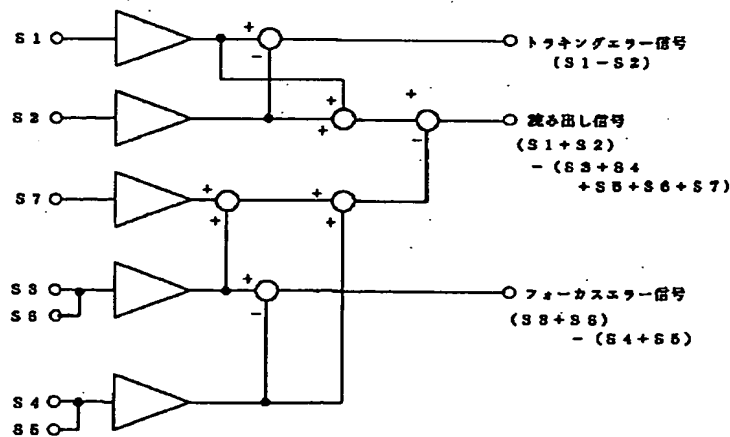 S1
+
-
トラキングエラー信号
(S1-S2)
S2
+
+
+
-
読み出し信号
(S1+S2)
-(S3+S4
+S5+S6+S7)
S7
+
+
+
+
S3
S6
+
-
フォーカスエラー信号
(S3+S6)
-(S4+S5)
S4
S5